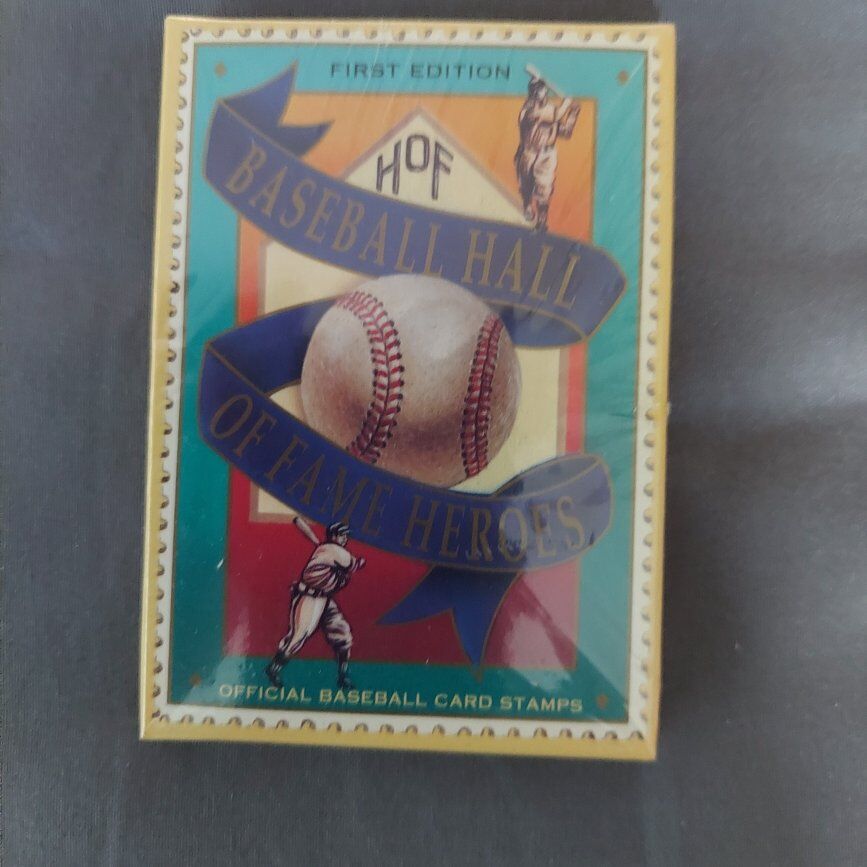 FIRST EDITION
HOF
BASEBALL HALL
OF FAME HEROES
OFFICIAL BASEBALL CARD STAMPS